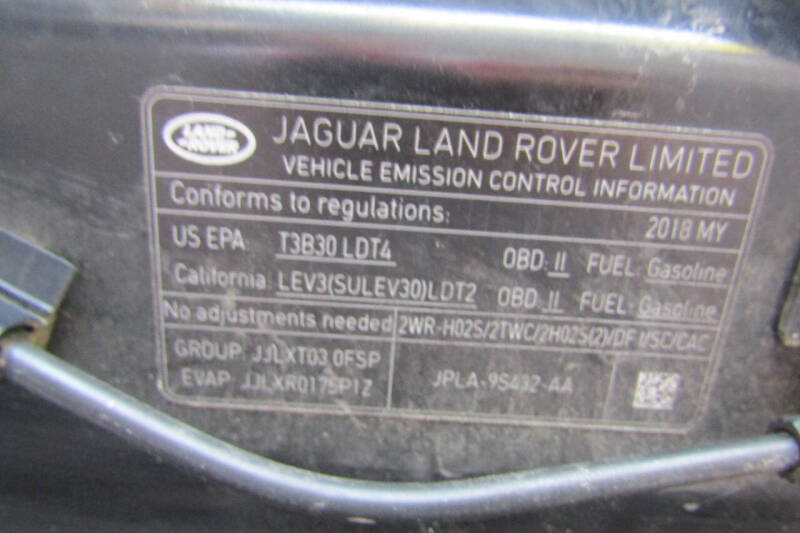 LAND ROVER
JAGUAR LAND ROVER LIMITED
VEHICLE EMISSION CONTROL INFORMATION
Conforms to regulations:
2018 MY
US EPA: T3B30 LDT4 OBD: II FUEL: Gasoline
California: LEV3(SULEV30)LDT2 OBD: II FUEL: Gasoline
No adjustments needed 2WR-HO2S/2TWC/2HO2S(2)/DFI/SC/CAC
GROUP: JJLXT03.0FSP
EVAP: JJLXR0175P1Z JPLA-9S432-AA